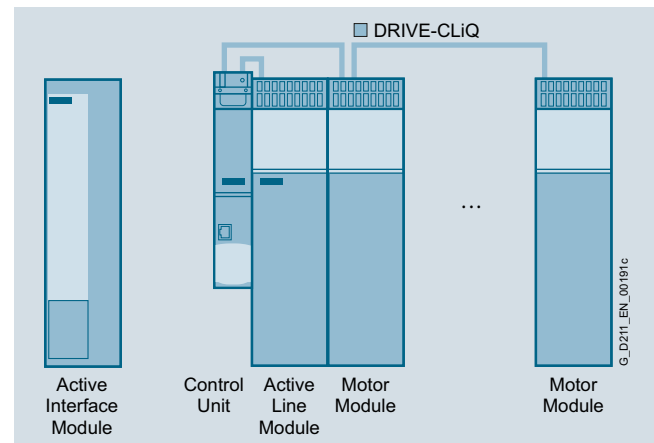 DRIVE-CLiQ
...
G_D211_EN_00191c
Active
Interface
Module
Control
Unit
Active
Line
Module
Motor
Module
Motor
Module